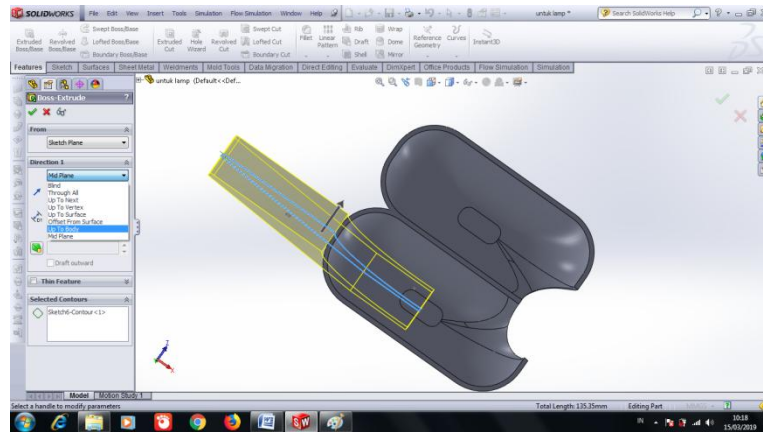 SOLIDWORKS File Edit View Insert Tools Simulation Flow Simulation Window Help untuk lamp * Search SolidWorks Help
Extruded Boss/Base
Revolved Boss/Base
Swept Boss/Base
Lofted Boss/Base
Boundary Boss/Base
Extruded Cut
Hole Wizard
Revolved Cut
Swept Cut
Lofted Cut
Boundary Cut
Fillet
Linear Pattern
Rib
Draft
Shell
Wrap
Dome
Mirror
Reference Geometry
Curves
Instant3D
Features Sketch Surfaces Sheet Metal Weldments Mold Tools Data Migration Direct Editing Evaluate DimXpert Office Products Flow Simulation Simulation
untuk lamp (Default<<Def...
Boss-Extrude ?
From
Sketch Plane
Direction 1
Mid Plane
Blind
Through All
Up To Next
Up To Vertex
Up To Surface
Offset From Surface
Up To Body
Mid Plane
Draft outward
Thin Feature
Selected Contours
Sketch6-Contour<1>
Model Motion Study 1
Select a handle to modify parameters Total Length: 135.35mm Editing Part MMGS
IN 10:18
15/03/2019